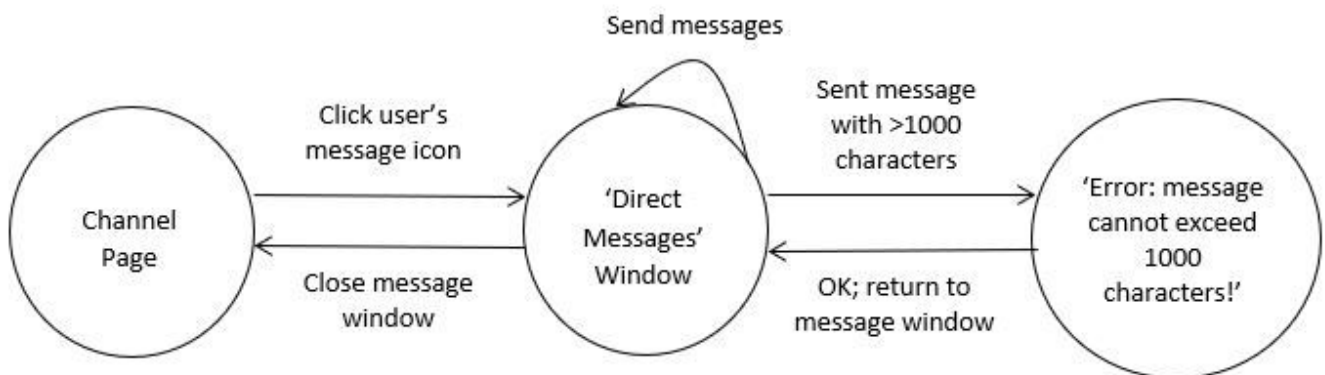 Send messages
Click user’s
message icon
Sent message
with >1000
characters
Channel
Page
‘Direct
Messages’
Window
‘Error: message
cannot exceed
1000
characters!’
Close message
window
OK; return to
message window